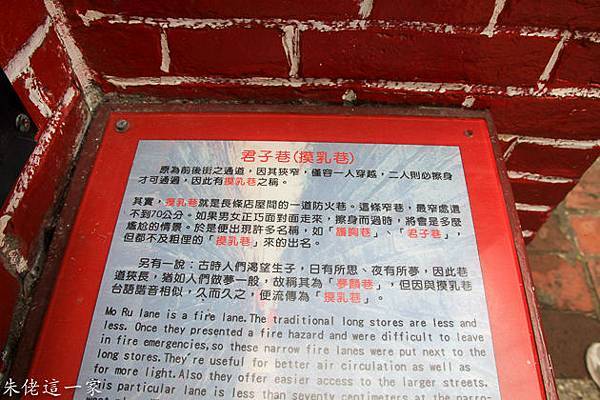 君子巷(摸乳巷)
原為前後街之通道，因其狹窄，僅容一人穿越，二人則必擦身
才可通過，因此有摸乳巷之稱。
其實，摸乳巷就是長條店屋間的一道防火巷。這條窄巷，最窄處還
不到70公分。如果男女正巧面對面走來，擦身而過時，將會是多麼
尷尬的情景。於是便出現許多名稱，如「護胸巷」、「君子巷」，
但都不及粗俚的「摸乳巷」來的出名。
另有一說：古時人們渴望生子，日有所思、夜有所夢，因此巷
道狹長，猶如人們做夢一般，故稱其為「夢麟巷」，但因與摸乳巷
台語諧音相似，久而久之，便流傳為「摸乳巷」。
Mo Ru lane is a fire lane.The traditional long stores are less and
less. Once they presented a fire hazard and were difficult to leave
in fire emergencies,so these narrow fire lanes were put next to the
long stores.They're useful for better air circulation as well as
for more light.Also they offer easier access to the larger streets.
This particular lane is less than seventy centimeters at the narro-
朱佬這一家